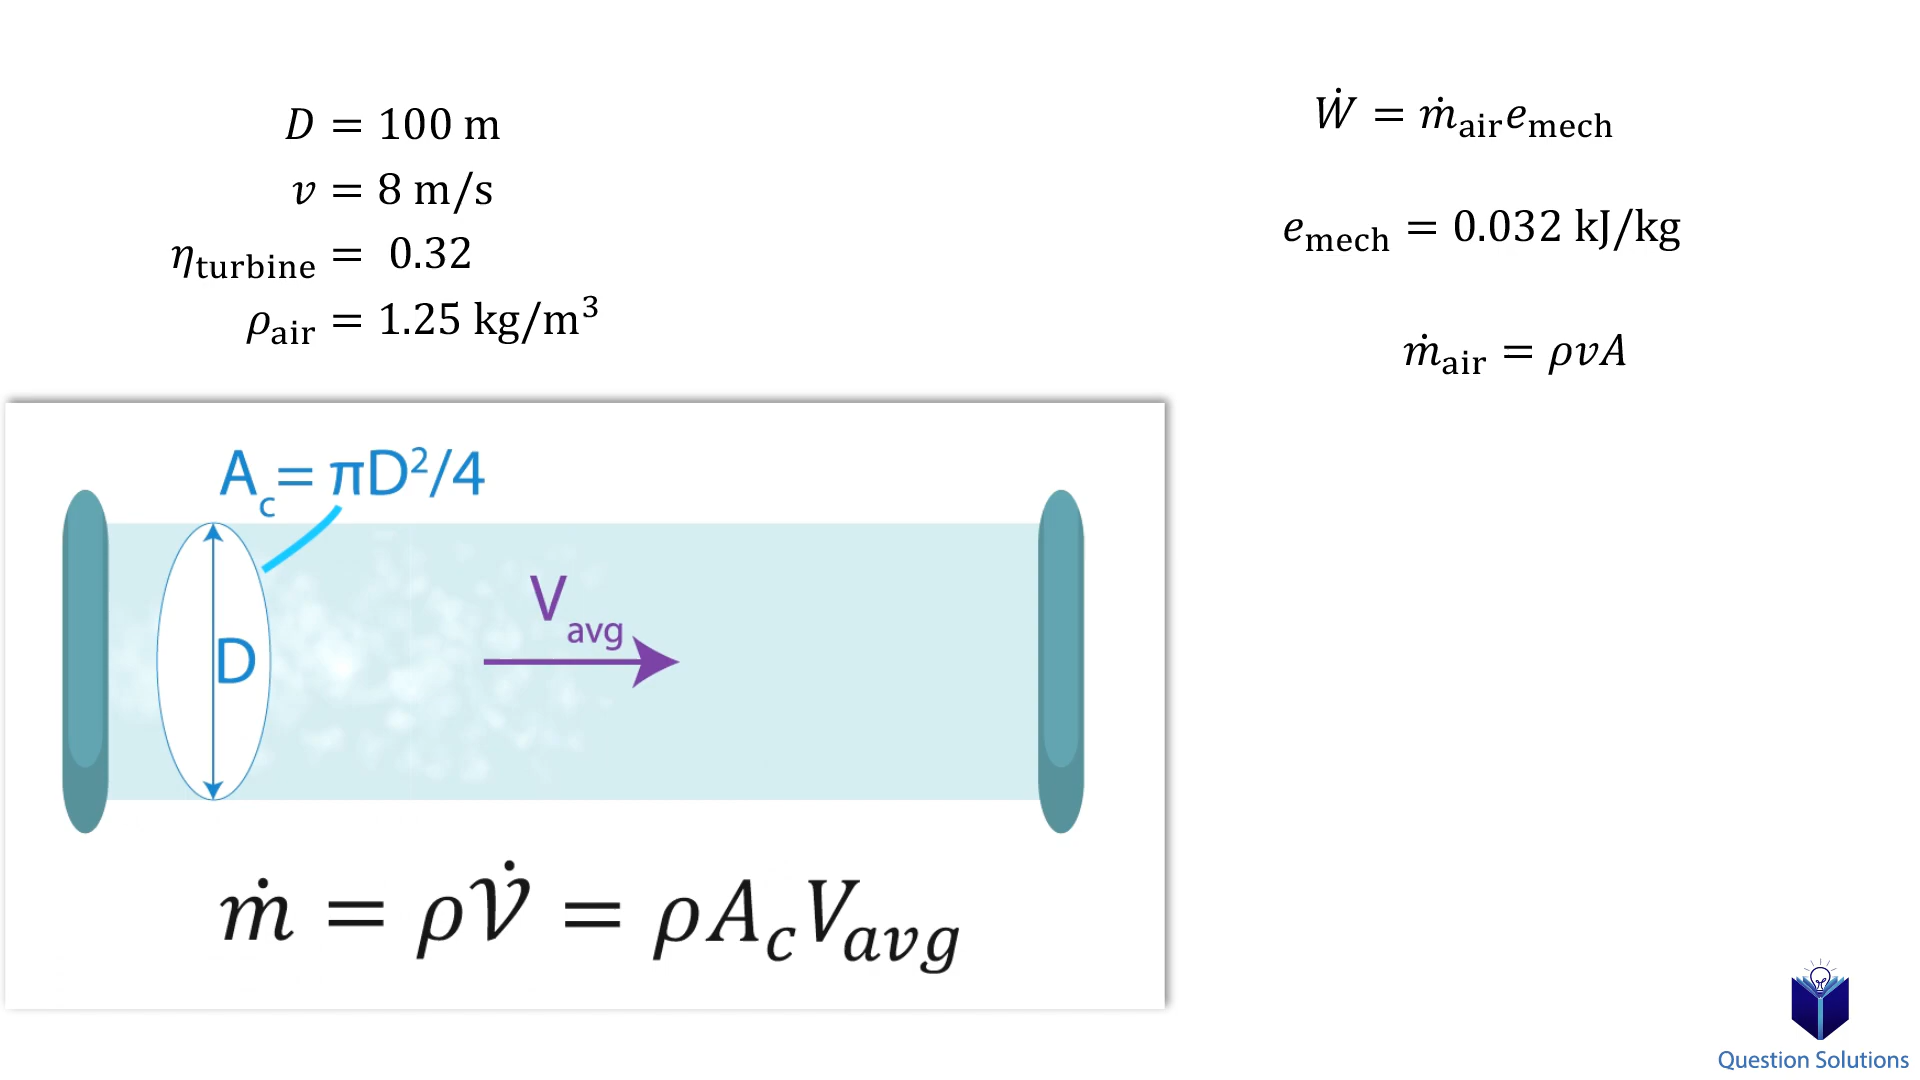 D = 100 m
v = 8 m/s
η_turbine = 0.32
ρ_air = 1.25 kg/m³
Ẇ = ṁ_air e_mech
e_mech = 0.032 kJ/kg
ṁ_air = ρvA
A_c = πD²/4
D
V_avg
ṁ = ρ𝒱̇ = ρA_cV_avg
Question Solutions